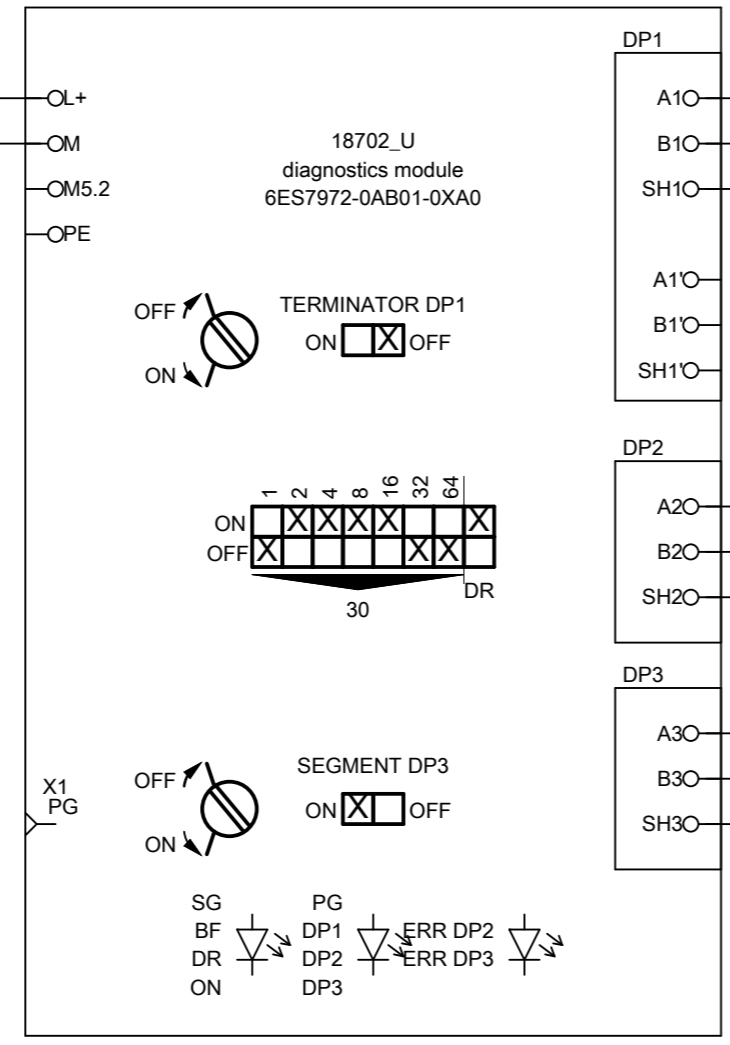 DP1
L+
A1
M
B1
18702_U
diagnostics module
6ES7972-0AB01-0XA0
M5.2
SH1
PE
A1'
B1'
SH1'
OFF
ON
TERMINATOR DP1
ON X OFF
DP2
A2
B2
SH2
1 2 4 8 16 32 64
ON X X X X X
OFF X X X
30
DR
DP3
A3
B3
SH3
X1
PG
OFF
ON
SEGMENT DP3
ON X OFF
SG
BF
DR
ON
PG
DP1
DP2
DP3
ERR DP2
ERR DP3